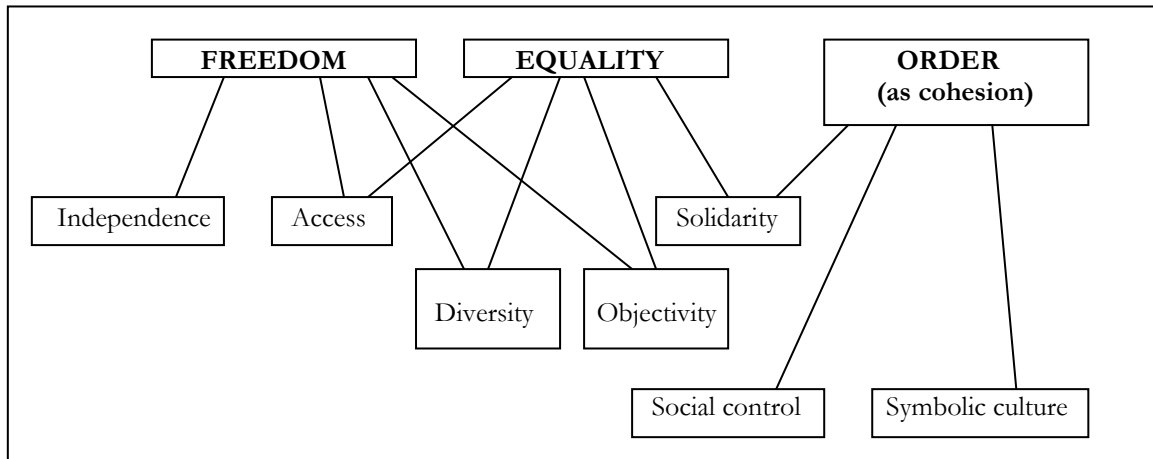 FREEDOM
EQUALITY
ORDER
(as cohesion)
Independence
Access
Solidarity
Diversity
Objectivity
Social control
Symbolic culture